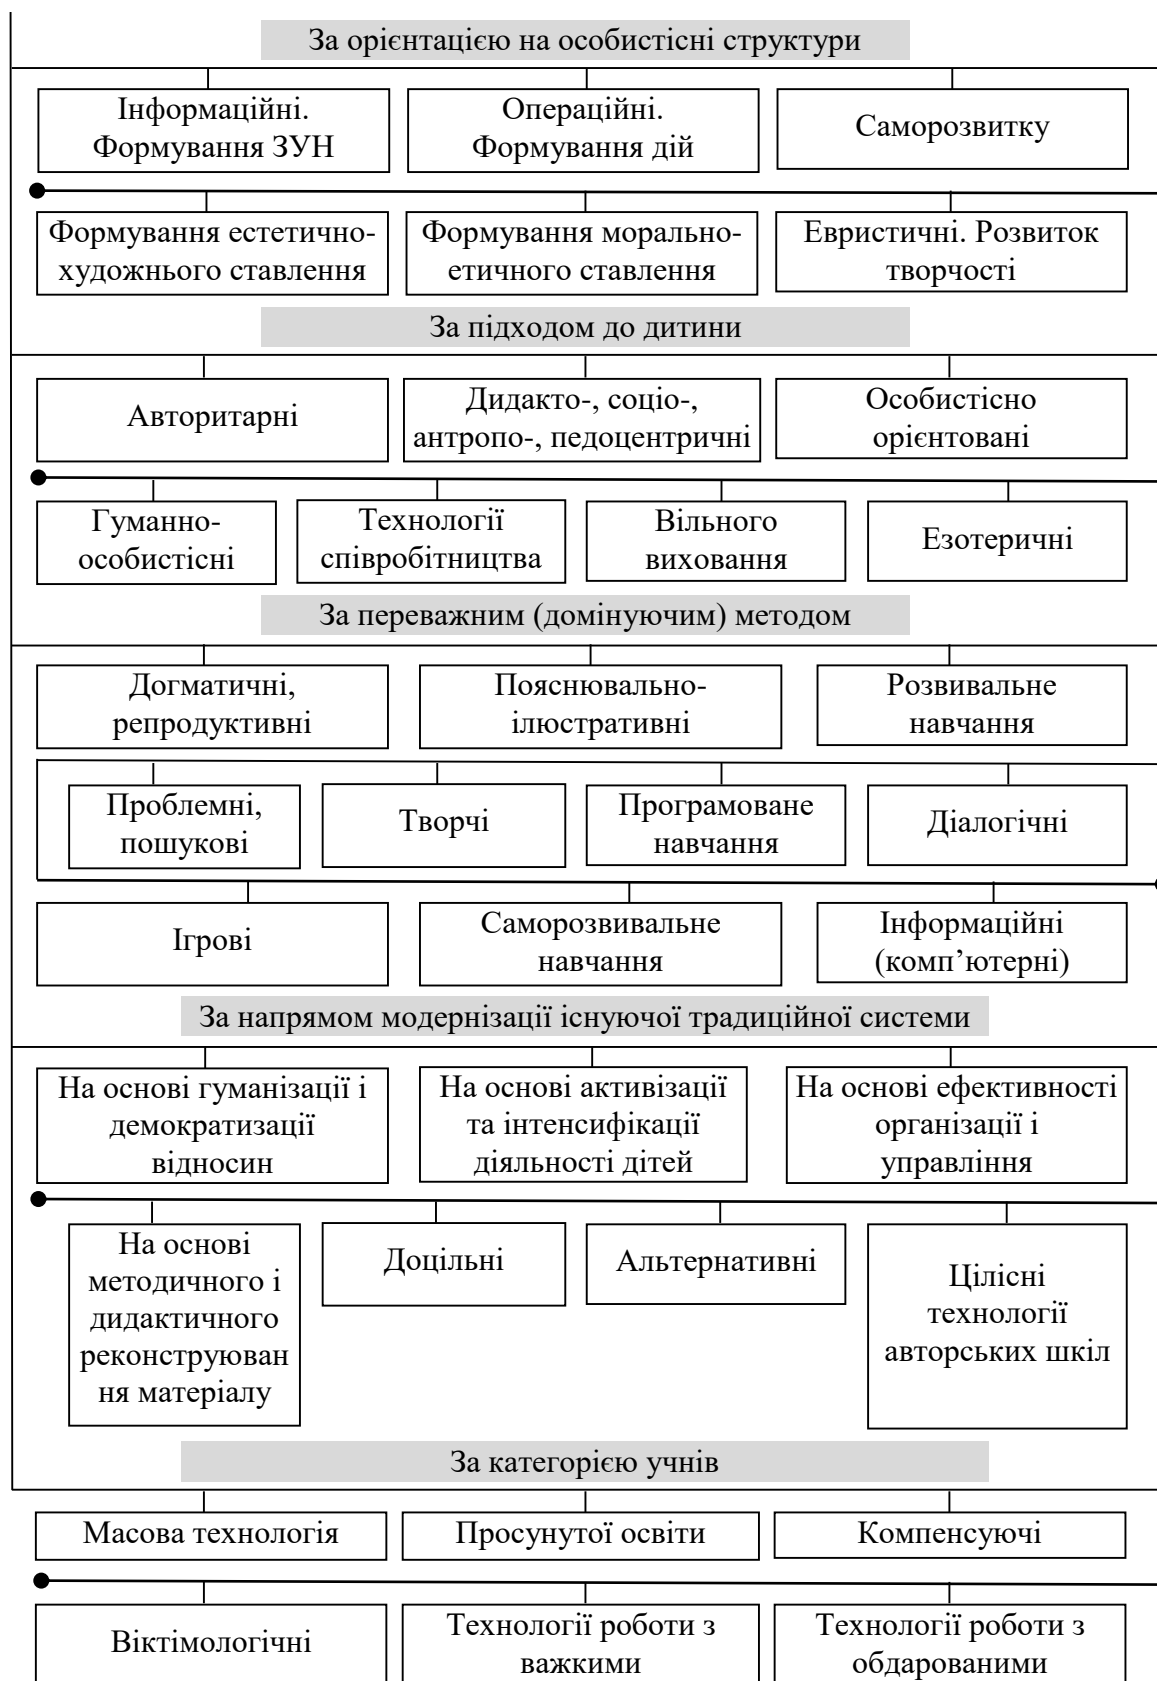 За орієнтацією на особистісні структури
Інформаційні.
Формування ЗУН
Операційні.
Формування дій
Саморозвитку
Формування естетично-
художнього ставлення
Формування морально-
етичного ставлення
Евристичні. Розвиток
творчості
За підходом до дитини
Авторитарні
Дидакто-, соціо-,
антропо-, педоцентричні
Особистісно
орієнтовані
Гуманно-
особистісні
Технології
співробітництва
Вільного
виховання
Езотеричні
За переважним (домінуючим) методом
Догматичні,
репродуктивні
Пояснювально-
ілюстративні
Розвивальне
навчання
Проблемні,
пошукові
Творчі
Програмоване
навчання
Діалогічні
Ігрові
Саморозвивальне
навчання
Інформаційні
(комп’ютерні)
За напрямом модернізації існуючої традиційної системи
На основі гуманізації і
демократизації
відносин
На основі активізації
та інтенсифікації
діяльності дітей
На основі ефективності
організації і
управління
На основі
методичного і
дидактичного
реконструюван
ня матеріалу
Доцільні
Альтернативні
Цілісні
технології
авторських шкіл
За категорією учнів
Масова технологія
Просунутої освіти
Компенсуючі
Віктімологічні
Технології роботи з
важкими
Технології роботи з
обдарованими